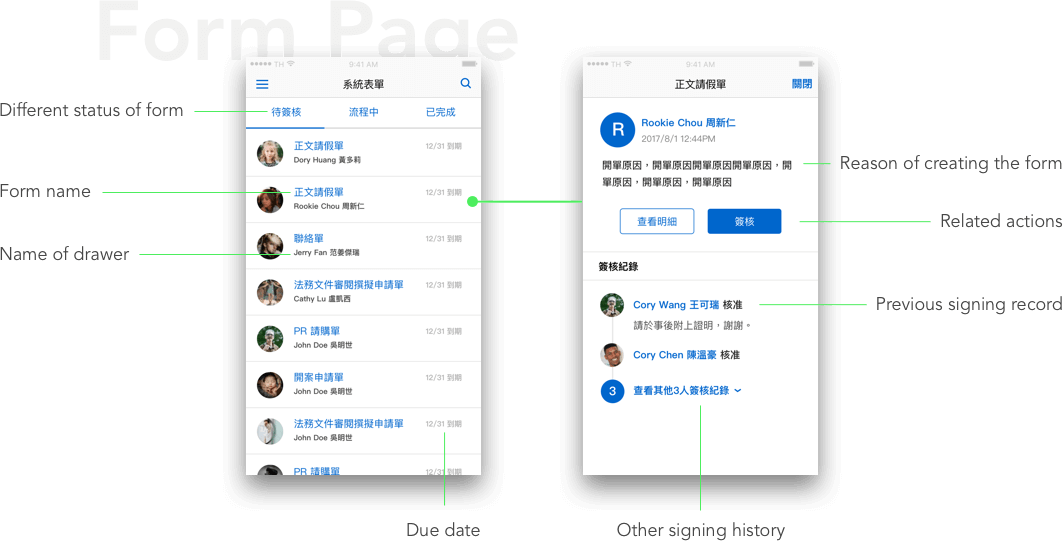 Form Page
TH 9:41 AM
系統表單
待簽核 流程中 已完成
正文請假單 12/31 到期
Dory Huang 黃多莉
正文請假單 12/31 到期
Rookie Chou 周新仁
聯絡單 12/31 到期
Jerry Fan 范姜傑瑞
法務文件審閱撰擬申請單 12/31 到期
Cathy Lu 盧凱西
PR 請購單 12/31 到期
John Doe 吳明世
開案申請單 12/31 到期
John Doe 吳明世
法務文件審閱撰擬申請單 12/31 到期
John Doe 吳明世
PR 請購單 12/31 到期
Different status of form
Form name
Name of drawer
Due date
TH 9:41 AM
正文請假單 關閉
R
Rookie Chou 周新仁
2017/8/1 12:44PM
開單原因，開單原因開單原因開單原因，開
單原因，開單原因，開單原因
查看明細 簽核
簽核紀錄
Cory Wang 王可瑞 核准
請於事後附上證明，謝謝。
Cory Chen 陳溫豪 核准
3 查看其他3人簽核紀錄
Reason of creating the form
Related actions
Previous signing record
Other signing history